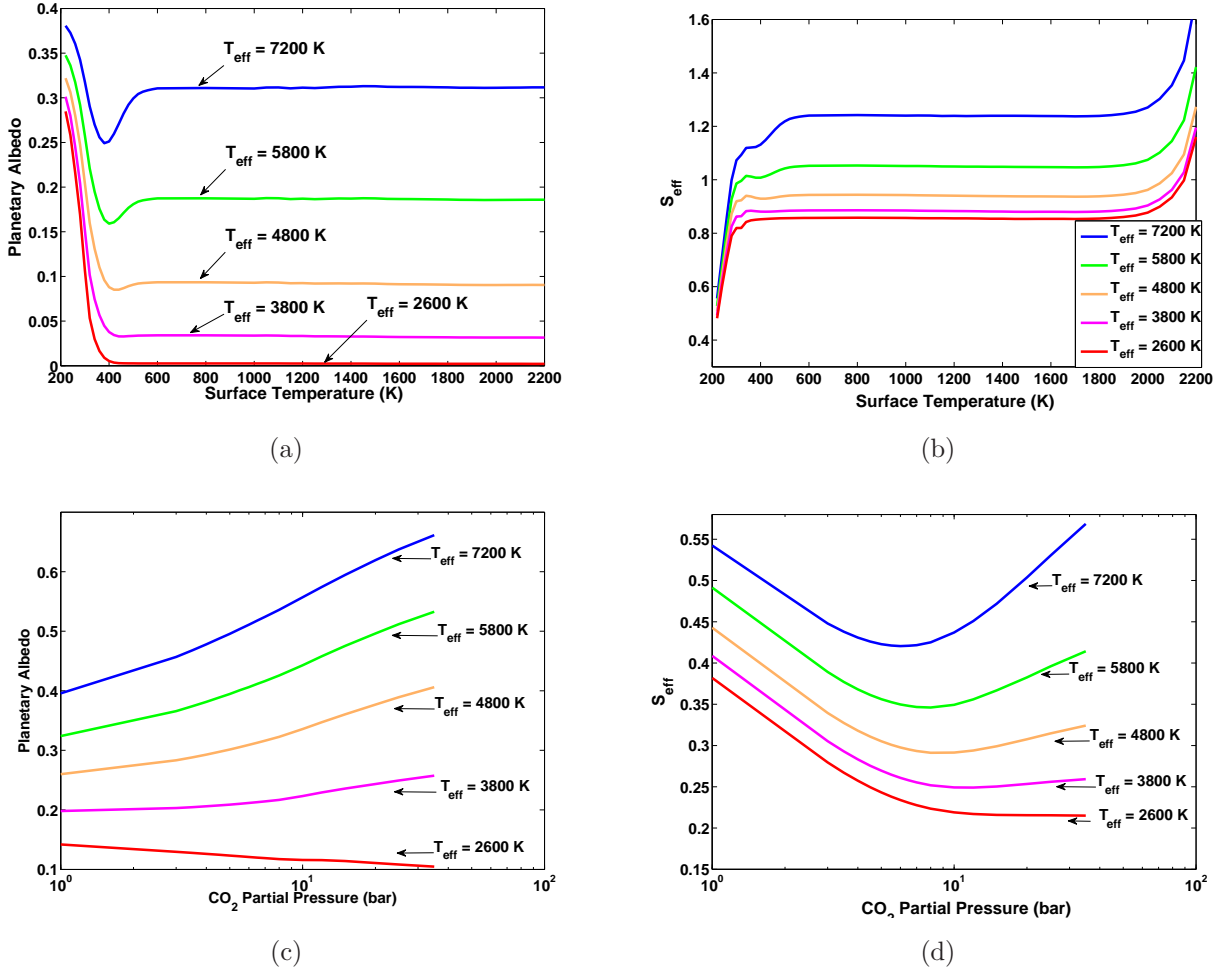 0.4
0.35
0.3
0.25
0.2
0.15
0.1
0.05
0
200 400 600 800 1000 1200 1400 1600 1800 2000 2200
Planetary Albedo
Surface Temperature (K)
T_eff = 7200 K
T_eff = 5800 K
T_eff = 4800 K
T_eff = 3800 K
T_eff = 2600 K
(a)
1.6
1.4
1.2
1
0.8
0.6
0.4
200 400 600 800 1000 1200 1400 1600 1800 2000 2200
S_eff
Surface Temperature (K)
T_eff = 7200 K
T_eff = 5800 K
T_eff = 4800 K
T_eff = 3800 K
T_eff = 2600 K
(b)
0.6
0.5
0.4
0.3
0.2
0.1
10^0 10^1 10^2
Planetary Albedo
CO_2 Partial Pressure (bar)
T_eff = 7200 K
T_eff = 5800 K
T_eff = 4800 K
T_eff = 3800 K
T_eff = 2600 K
(c)
0.55
0.5
0.45
0.4
0.35
0.3
0.25
0.2
0.15
10^0 10^1 10^2
S_eff
CO_2 Partial Pressure (bar)
T_eff = 7200 K
T_eff = 5800 K
T_eff = 4800 K
T_eff = 3800 K
T_eff = 2600 K
(d)